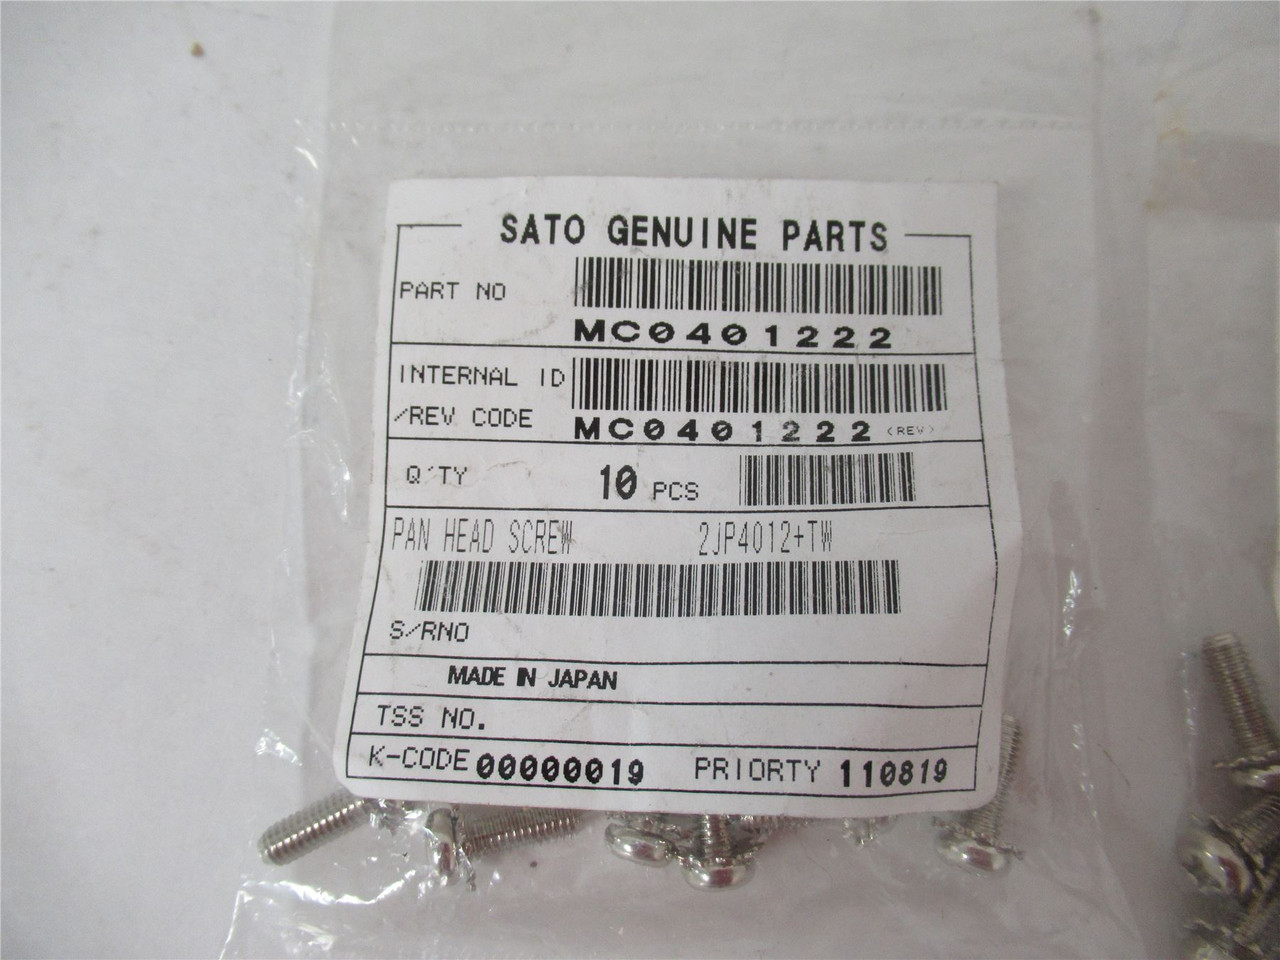 SATO GENUINE PARTS
PART NO
MC0401222
INTERNAL ID
/REV CODE
MC0401222 (REV)
Q'TY 10 PCS
PAN HEAD SCREW 2JP4012+TW
S/RNO
MADE IN JAPAN
TSS NO.
K-CODE 00000019 PRIORTY 110819